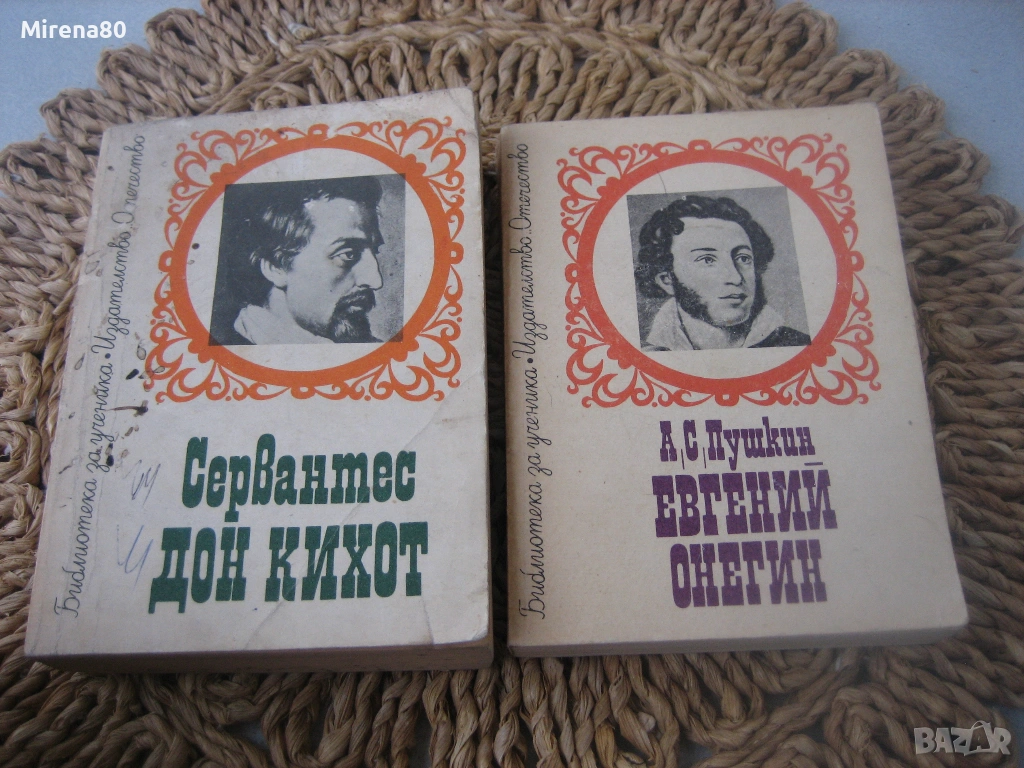 Mirena80
Библиотека за ученика • Издателство „Отечество
Сервантес
ДОН КИХОТ
Библиотека за ученика • Издателство „Отечество
А. С. Пушкин
ЕВГЕНИЙ
ОНЕГИН
BAZAR